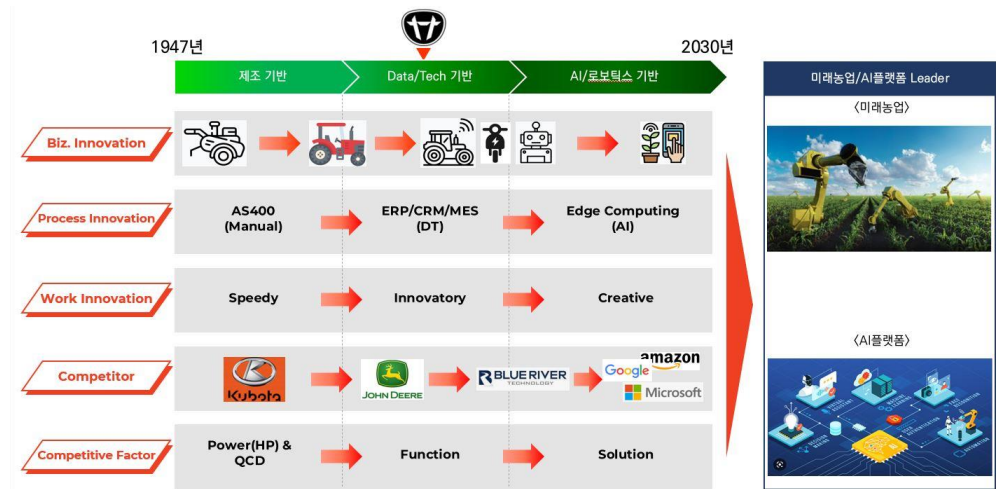 1947년
2030년
제조 기반
Data/Tech 기반
AI/로보틱스 기반
미래농업/AI플랫폼 Leader
<미래농업>
Biz. Innovation
Process Innovation
AS400
(Manual)
ERP/CRM/MES
(DT)
Edge Computing
(AI)
Work Innovation
Speedy
Innovatory
Creative
<AI플랫폼>
Competitor
Kubota
JOHN DEERE
BLUE RIVER
TECHNOLOGY
amazon
Google
Microsoft
Competitive Factor
Power(HP) &
QCD
Function
Solution